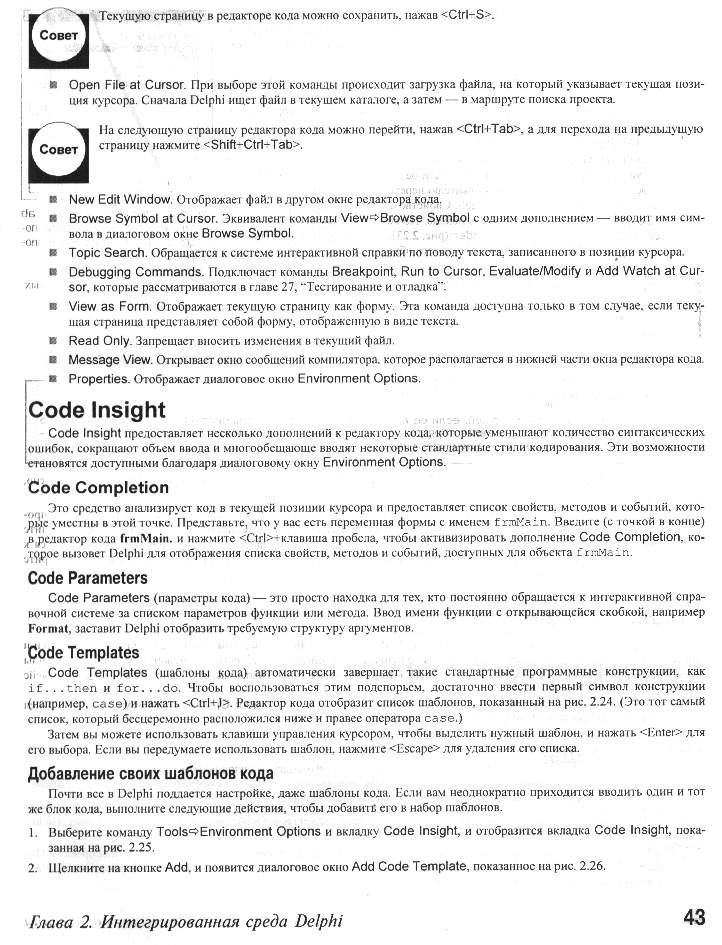 Текущую страницу в редакторе кода можно сохранить, нажав <Ctrl+S>.
Совет
Open File at Cursor. При выборе этой команды происходит загрузка файла, на который указывает текущая пози-
ция курсора. Сначала Delphi ищет файл в текущем каталоге, а затем — в маршруте поиска проекта.
На следующую страницу редактора кода можно перейти, нажав <Ctrl+Tab>, а для перехода на предыдущую
страницу нажмите <Shift+Ctrl+Tab>.
Совет
New Edit Window. Отображает файл в другом окне редактора кода.
Browse Symbol at Cursor. Эквивалент команды View⇨Browse Symbol с одним дополнением — вводит имя сим-
вола в диалоговом окне Browse Symbol.
Topic Search. Обращается к системе интерактивной справки по поводу текста, записанного в позиции курсора.
Debugging Commands. Подключает команды Breakpoint, Run to Cursor, Evaluate/Modify и Add Watch at Cur-
sor, которые рассматриваются в главе 27, “Тестирование и отладка”.
View as Form. Отображает текущую страницу как форму. Эта команда доступна только в том случае, если теку-
щая страница представляет собой форму, отображенную в виде текста.
Read Only. Запрещает вносить изменения в текущий файл.
Message View. Открывает окно сообщений компилятора, которое располагается в нижней части окна редактора кода.
Properties. Отображает диалоговое окно Environment Options.
Code Insight
Code Insight предоставляет несколько дополнений к редактору кода, которые уменьшают количество синтаксических
ошибок, сокращают объем ввода и многообещающе вводят некоторые стандартные стили кодирования. Эти возможности
становятся доступными благодаря диалоговому окну Environment Options.
Code Completion
Это средство анализирует код в текущей позиции курсора и предоставляет список свойств, методов и событий, кото-
рые уместны в этой точке. Представьте, что у вас есть переменная формы с именем frmMain. Введите (с точкой в конце)
в редактор кода frmMain. и нажмите <Ctrl>+клавиша пробела, чтобы активизировать дополнение Code Completion, ко-
торое вызовет Delphi для отображения списка свойств, методов и событий, доступных для объекта frmMain.
Code Parameters
Code Parameters (параметры кода) — это просто находка для тех, кто постоянно обращается к интерактивной спра-
вочной системе за списком параметров функции или метода. Ввод имени функции с открывающейся скобкой, например
Format, заставит Delphi отобразить требуемую структуру аргументов.
Code Templates
Code Templates (шаблоны кода) автоматически завершает такие стандартные программные конструкции, как
if...then и for...do. Чтобы воспользоваться этим подспорьем, достаточно ввести первый символ конструкции
(например, case) и нажать <Ctrl+J>. Редактор кода отобразит список шаблонов, показанный на рис. 2.24. (Это тот самый
список, который бесцеремонно расположился ниже и правее оператора case.)
Затем вы можете использовать клавиши управления курсором, чтобы выделить нужный шаблон, и нажать <Enter> для
его выбора. Если вы передумаете использовать шаблон, нажмите <Escape> для удаления его списка.
Добавление своих шаблонов кода
Почти все в Delphi поддается настройке, даже шаблоны кода. Если вам неоднократно приходится вводить один и тот
же блок кода, выполните следующие действия, чтобы добавить его в набор шаблонов.
1. Выберите команду Tools⇨Environment Options и вкладку Code Insight, и отобразится вкладка Code Insight, пока-
занная на рис. 2.25.
2. Щелкните на кнопке Add, и появится диалоговое окно Add Code Template, показанное на рис. 2.26.
Глава 2. Интегрированная среда Delphi 43